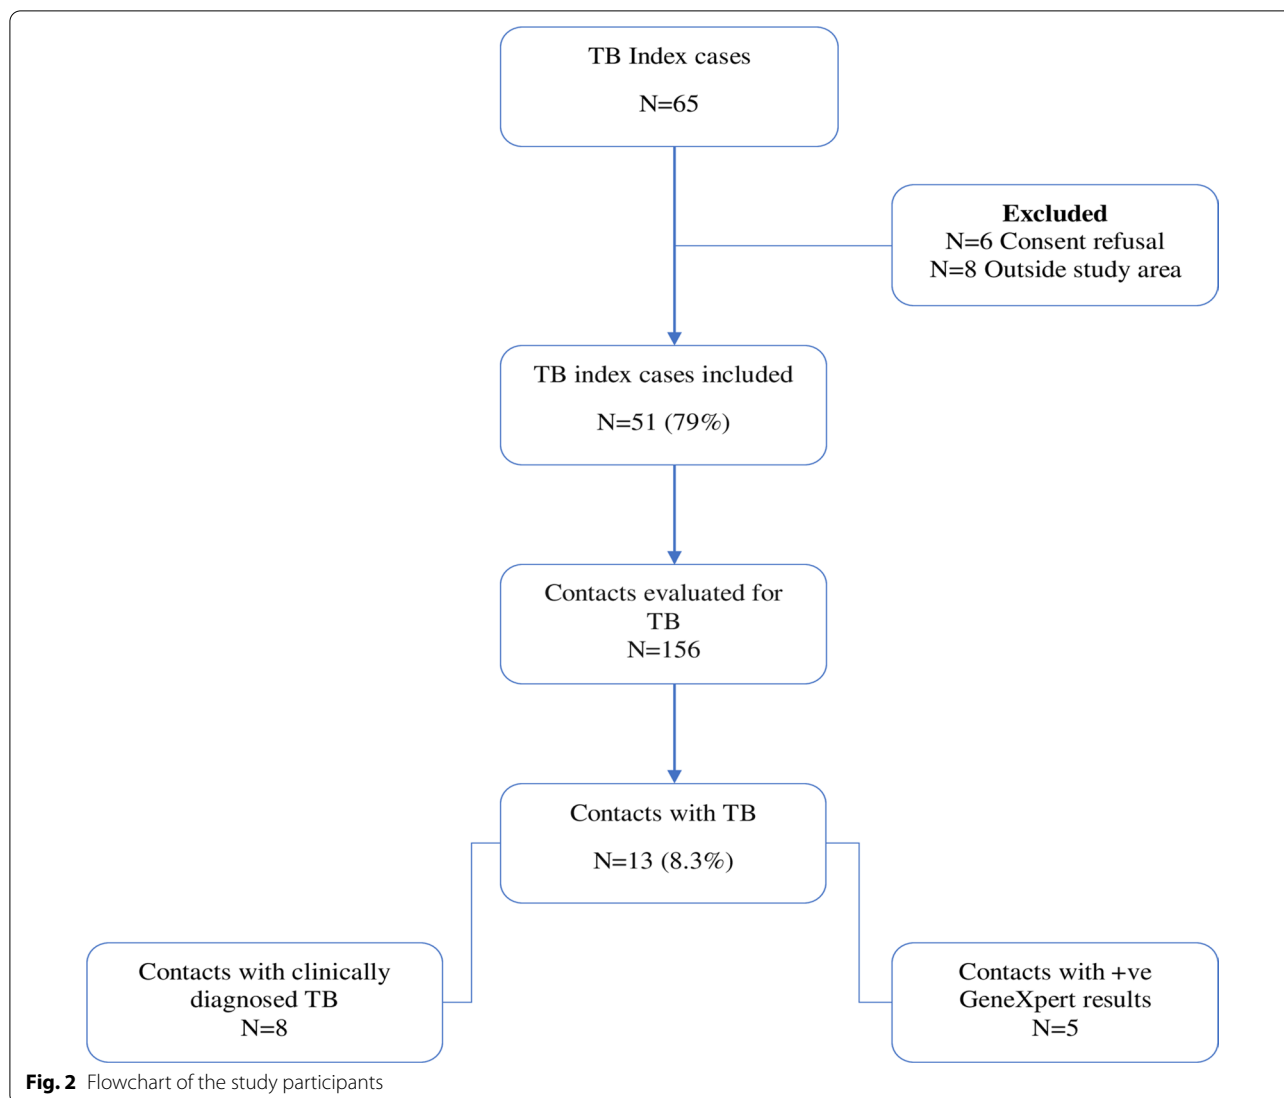 TB Index cases
N=65
Excluded
N=6 Consent refusal
N=8 Outside study area
TB index cases included
N=51 (79%)
Contacts evaluated for
TB
N=156
Contacts with TB
N=13 (8.3%)
Contacts with clinically
diagnosed TB
N=8
Contacts with +ve
GeneXpert results
N=5
Fig. 2 Flowchart of the study participants